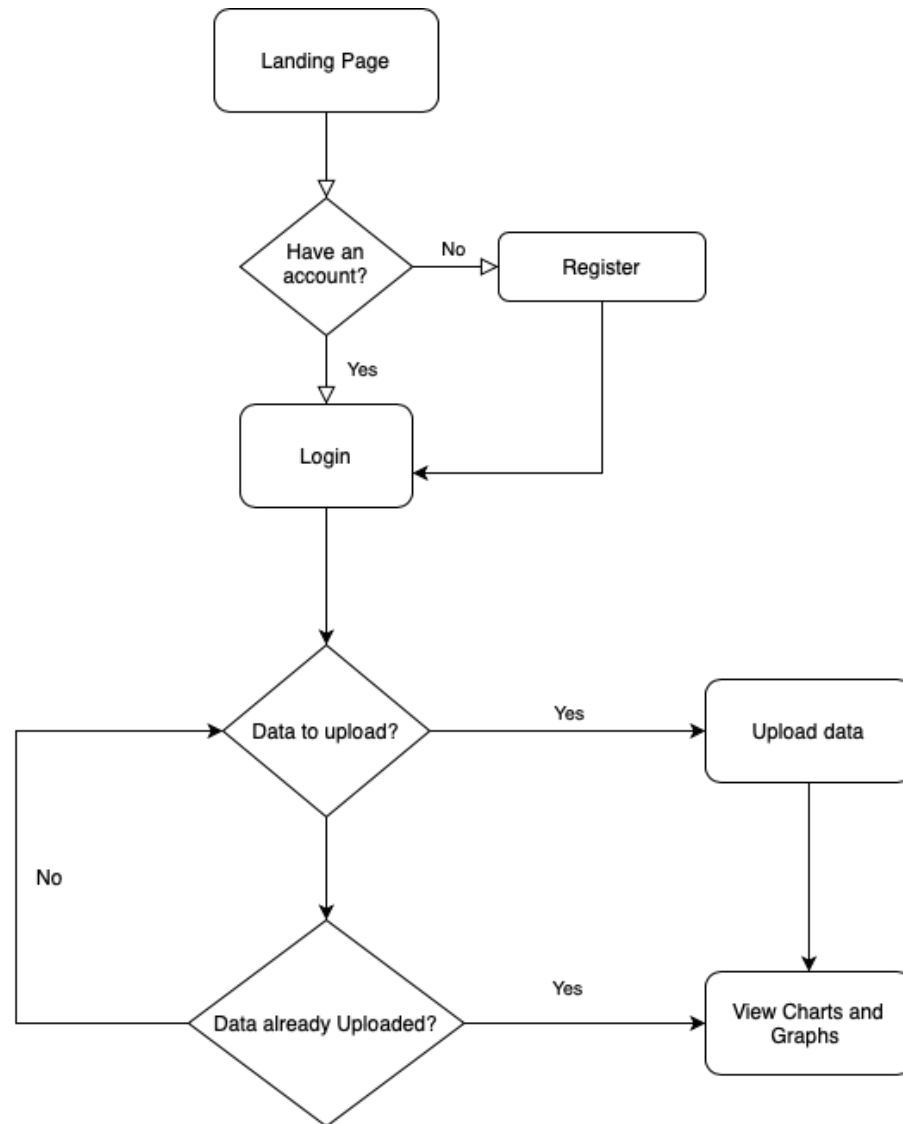 Landing Page
Have an
account?
No
Register
Yes
Login
Data to upload?
Yes
Upload data
No
Data already Uploaded?
Yes
View Charts and
Graphs